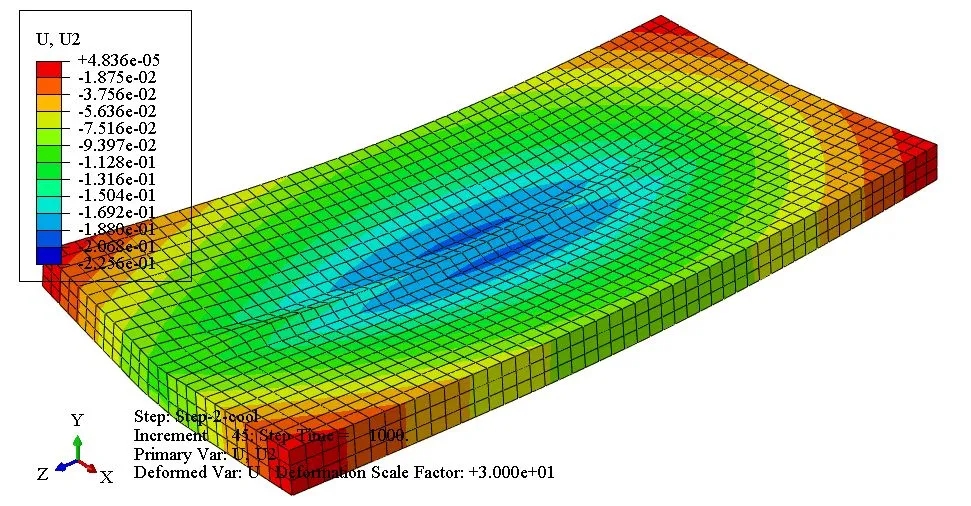 U, U2
+4.836e-05
-1.875e-02
-3.756e-02
-5.636e-02
-7.516e-02
-9.397e-02
-1.128e-01
-1.316e-01
-1.504e-01
-1.692e-01
-1.880e-01
-2.068e-01
-2.256e-01
Y
Z
X
Step: Step-2-cool
Increment 45: Step Time = 1000.
Primary Var: U, U2
Deformed Var: U Deformation Scale Factor: +3.000e+01